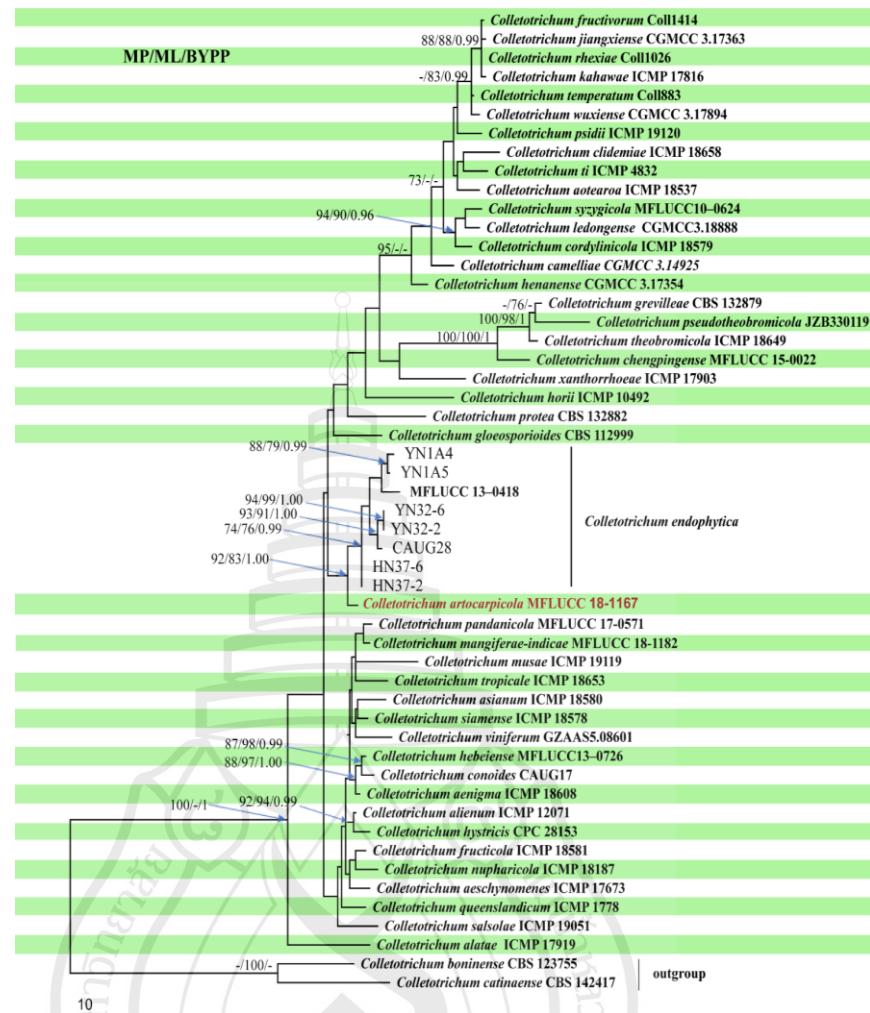 Colletotrichum fructivorum Coll1414
88/88/0.99
Colletotrichum jiangxiense CGMCC 3.17363
MP/ML/BYPP
Colletotrichum rhexiae Coll1026
-/83/0.99
Colletotrichum kahawae ICMP 17816
Colletotrichum temperatum Coll883
Colletotrichum wuxiense CGMCC 3.17894
Colletotrichum psidii ICMP 19120
Colletotrichum clidemiae ICMP 18658
Colletotrichum ti ICMP 4832
73/-/-
Colletotrichum aotearoa ICMP 18537
94/90/0.96
Colletotrichum syzygicola MFLUCC10–0624
Colletotrichum ledongense CGMCC3.18888
95/-/-
Colletotrichum cordylinicola ICMP 18579
Colletotrichum camelliae CGMCC 3.14925
Colletotrichum henanense CGMCC 3.17354
-/76/-
Colletotrichum grevilleae CBS 132879
100/98/1
Colletotrichum pseudotheobromicola JZB330119
100/100/1
Colletotrichum theobromicola ICMP 18649
Colletotrichum chengpingense MFLUCC 15-0022
Colletotrichum xanthorrhoeae ICMP 17903
Colletotrichum horii ICMP 10492
Colletotrichum protea CBS 132882
Colletotrichum gloeosporioides CBS 112999
88/79/0.99
YN1A4
YN1A5
MFLUCC 13–0418
94/99/1.00
YN32-6
93/91/1.00
YN32-2
Colletotrichum endophytica
74/76/0.99
CAUG28
92/83/1.00
HN37-6
HN37-2
Colletotrichum artocarpicola MFLUCC 18-1167
Colletotrichum pandanicola MFLUCC 17-0571
Colletotrichum mangiferae-indicae MFLUCC 18-1182
Colletotrichum musae ICMP 19119
Colletotrichum tropicale ICMP 18653
Colletotrichum asianum ICMP 18580
Colletotrichum siamense ICMP 18578
Colletotrichum viniferum GZAAS5.08601
87/98/0.99
Colletotrichum hebeiense MFLUCC13–0726
88/97/1.00
Colletotrichum conoides CAUG17
Colletotrichum aenigma ICMP 18608
100/-/1
92/94/0.99
Colletotrichum alienum ICMP 12071
Colletotrichum hystricis CPC 28153
Colletotrichum fructicola ICMP 18581
Colletotrichum nupharicola ICMP 18187
Colletotrichum aeschynomenes ICMP 17673
Colletotrichum queenslandicum ICMP 1778
Colletotrichum salsolae ICMP 19051
Colletotrichum alatae ICMP 17919
-/100/-
Colletotrichum boninense CBS 123755
outgroup
Colletotrichum catinaense CBS 142417
10